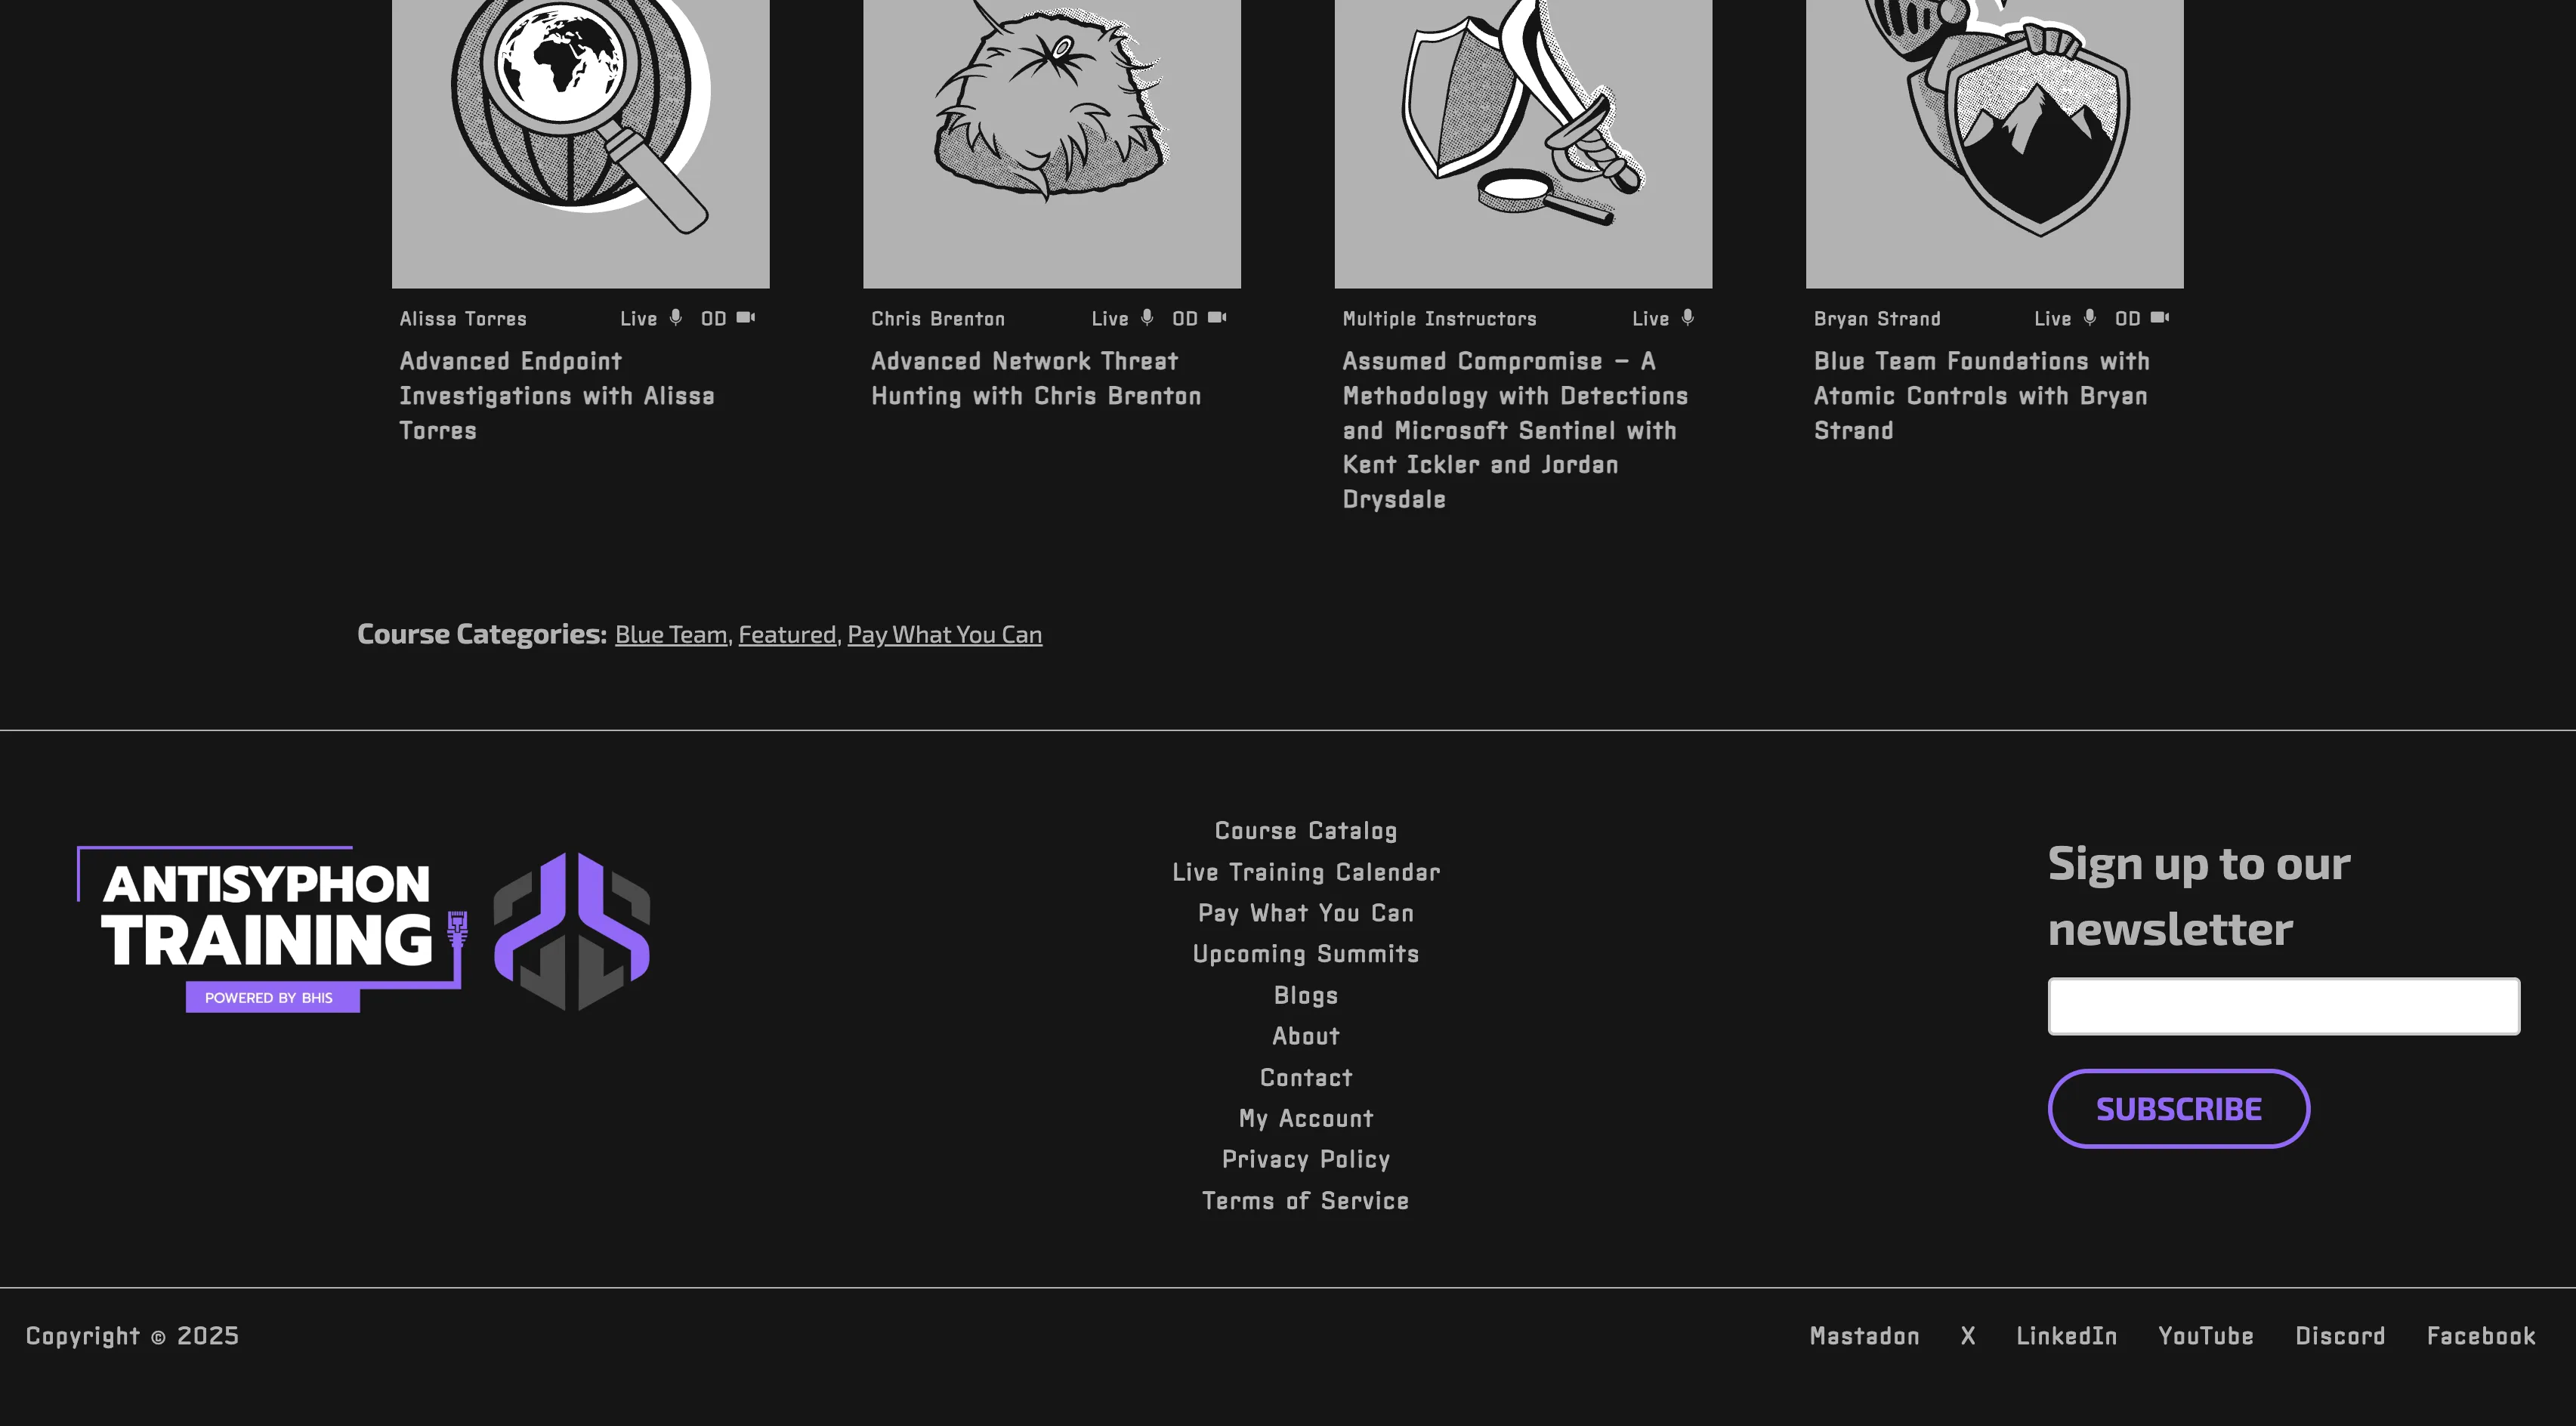 Alissa Torres Live OD
Advanced Endpoint
Investigations with Alissa
Torres
Chris Brenton Live OD
Advanced Network Threat
Hunting with Chris Brenton
Multiple Instructors Live
Assumed Compromise – A
Methodology with Detections
and Microsoft Sentinel with
Kent Ickler and Jordan
Drysdale
Bryan Strand Live OD
Blue Team Foundations with
Atomic Controls with Bryan
Strand
Course Categories: Blue Team, Featured, Pay What You Can
ANTISYPHON
TRAINING
POWERED BY BHIS
Course Catalog
Live Training Calendar
Pay What You Can
Upcoming Summits
Blogs
About
Contact
My Account
Privacy Policy
Terms of Service
Sign up to our
newsletter
SUBSCRIBE
Copyright © 2025
Mastadon X LinkedIn YouTube Discord Facebook